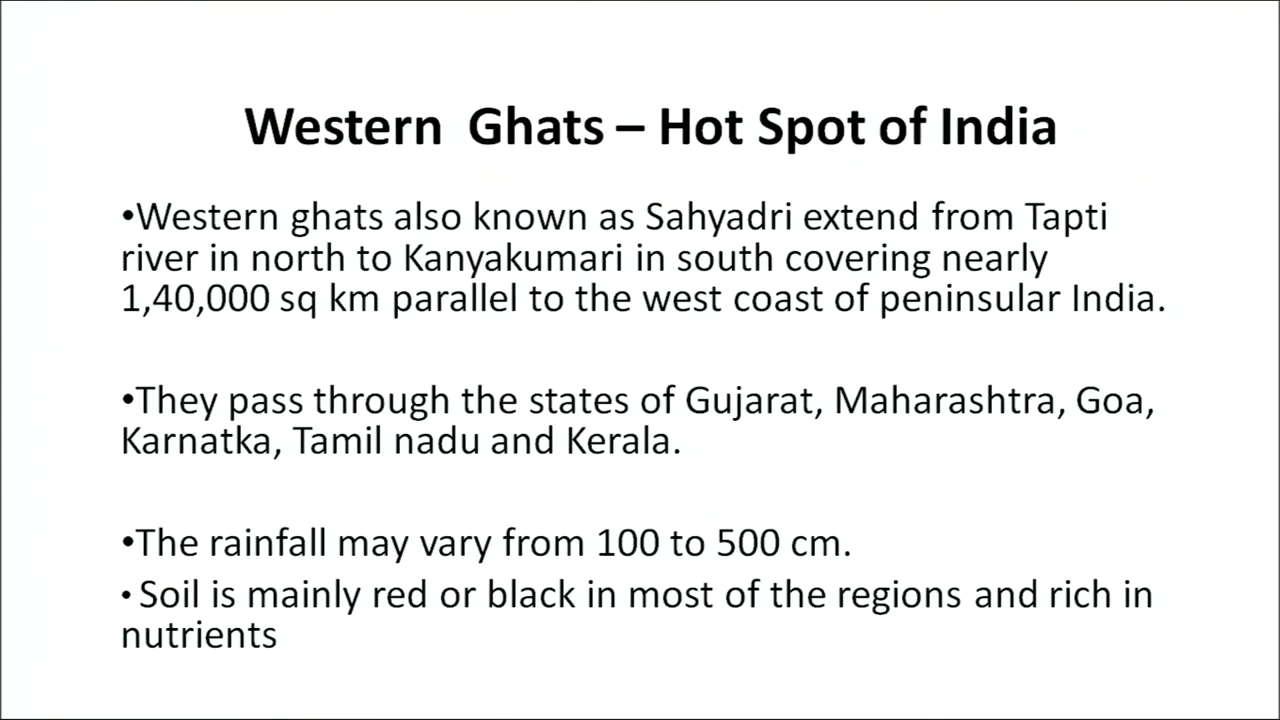 Western  Ghats – Hot Spot of India
•Western ghats also known as Sahyadri extend from Tapti
river in north to Kanyakumari in south covering nearly
1,40,000 sq km parallel to the west coast of peninsular India.
•They pass through the states of Gujarat, Maharashtra, Goa,
Karnatka, Tamil nadu and Kerala.
•The rainfall may vary from 100 to 500 cm.
• Soil is mainly red or black in most of the regions and rich in
nutrients